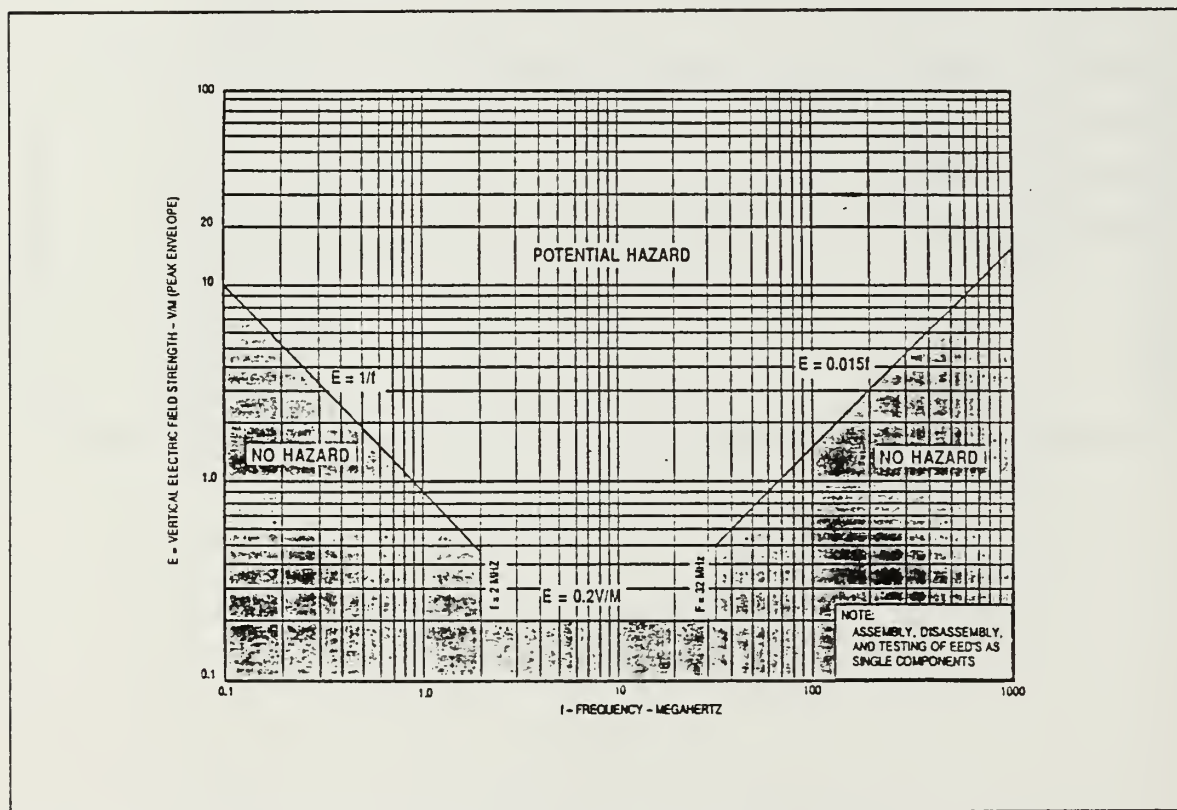 100
20
10
1.0
0.1
E = VERTICAL ELECTRIC FIELD STRENGTH - V/M (PEAK ENVELOPE)
POTENTIAL HAZARD
E = 1/f
E = 0.015f
NO HAZARD
NO HAZARD
f = 2 MHZ
E = 0.2V/M
F = 32 MHz
NOTE:
ASSEMBLY, DISASSEMBLY,
AND TESTING OF EED'S AS
SINGLE COMPONENTS
0.1
1.0
10
100
1000
f - FREQUENCY - MEGAHERTZ